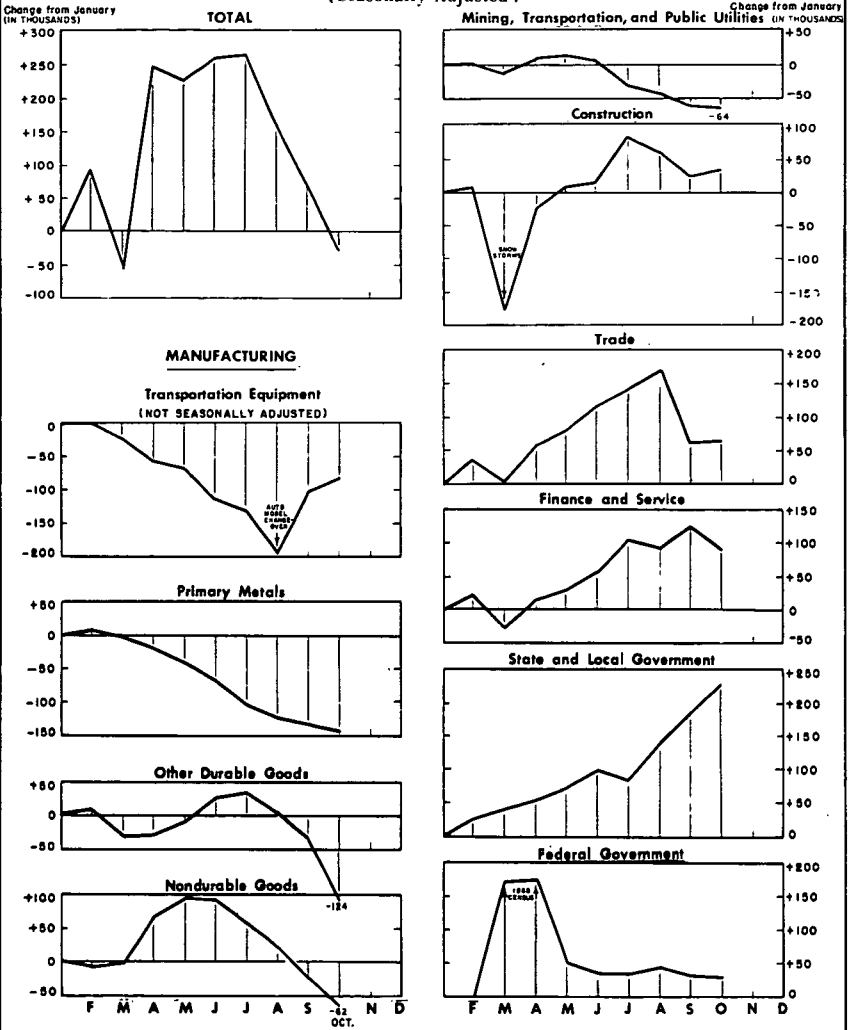 Change from January
(IN THOUSANDS)
TOTAL
+300
+250
+200
+150
+100
+50
0
-50
-100
MANUFACTURING
Transportation Equipment
(NOT SEASONALLY ADJUSTED)
0
-50
-100
-150
-200
AUTO
MODEL
CHANGE-
OVER
Primary Metals
+50
0
-50
-100
-150
Other Durable Goods
+50
0
-50
-124
Nondurable Goods
+100
+50
0
-50
-62
OCT.
F M A M J J A S N D
Change from January
(IN THOUSANDS)
Mining, Transportation, and Public Utilities
+50
0
-50
-64
Construction
+100
+50
0
-50
-100
-150
-200
SNOW
STORMS
Trade
+200
+150
+100
+50
0
Finance and Service
+150
+100
+50
0
-50
State and Local Government
+250
+200
+150
+100
+50
0
Federal Government
+200
+150
+100
+50
0
CENSUS
F M A M J J A S O N D